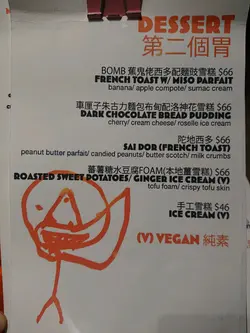 DESSERT
第二個胃
BOMB 蕉鬼佬西多配麵豉雪糕 $66
FRENCH TOAST W/ MISO PARFAIT
banana/ apple compote/ sumac cream
車厘子朱古力麵包布甸配洛神花雪糕 $66
DARK CHOCOLATE BREAD PUDDING
cherry/ cream cheese/ roselle ice cream
陀地西多 $66
SAI DOR (FRENCH TOAST)
peanut butter parfait/ candied peanuts/ butter scotch/ milk crumbs
番薯糖水豆腐FOAM(本地薑雪糕) $66
ROASTED SWEET POTATOES/ GINGER ICE CREAM (V)
tofu foam/ crispy tofu skin
手工雪糕 $46
ICE CREAM (V)
(V) VEGAN 純素